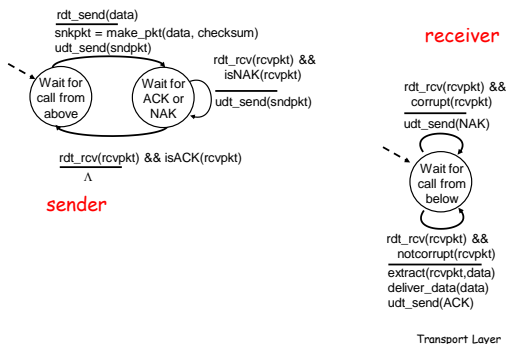 rdt_send(data)
snkpkt = make_pkt(data, checksum)
udt_send(sndpkt)
Wait for
call from
above
Wait for
ACK or
NAK
rdt_rcv(rcvpkt) &&
isNAK(rcvpkt)
udt_send(sndpkt)
rdt_rcv(rcvpkt) && isACK(rcvpkt)
Λ
sender
receiver
rdt_rcv(rcvpkt) &&
corrupt(rcvpkt)
udt_send(NAK)
Wait for
call from
below
rdt_rcv(rcvpkt) &&
notcorrupt(rcvpkt)
extract(rcvpkt,data)
deliver_data(data)
udt_send(ACK)
Transport Layer